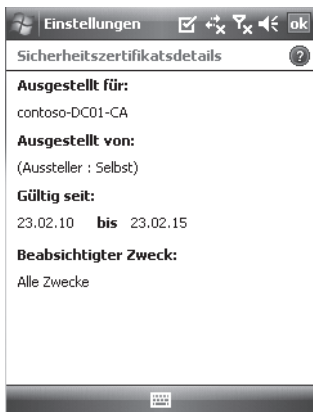 Einstellungen ok
Sicherheitszertifikatsdetails ?
Ausgestellt für:
contoso-DC01-CA
Ausgestellt von:
(Aussteller : Selbst)
Gültig seit:
23.02.10 bis 23.02.15
Beabsichtigter Zweck:
Alle Zwecke